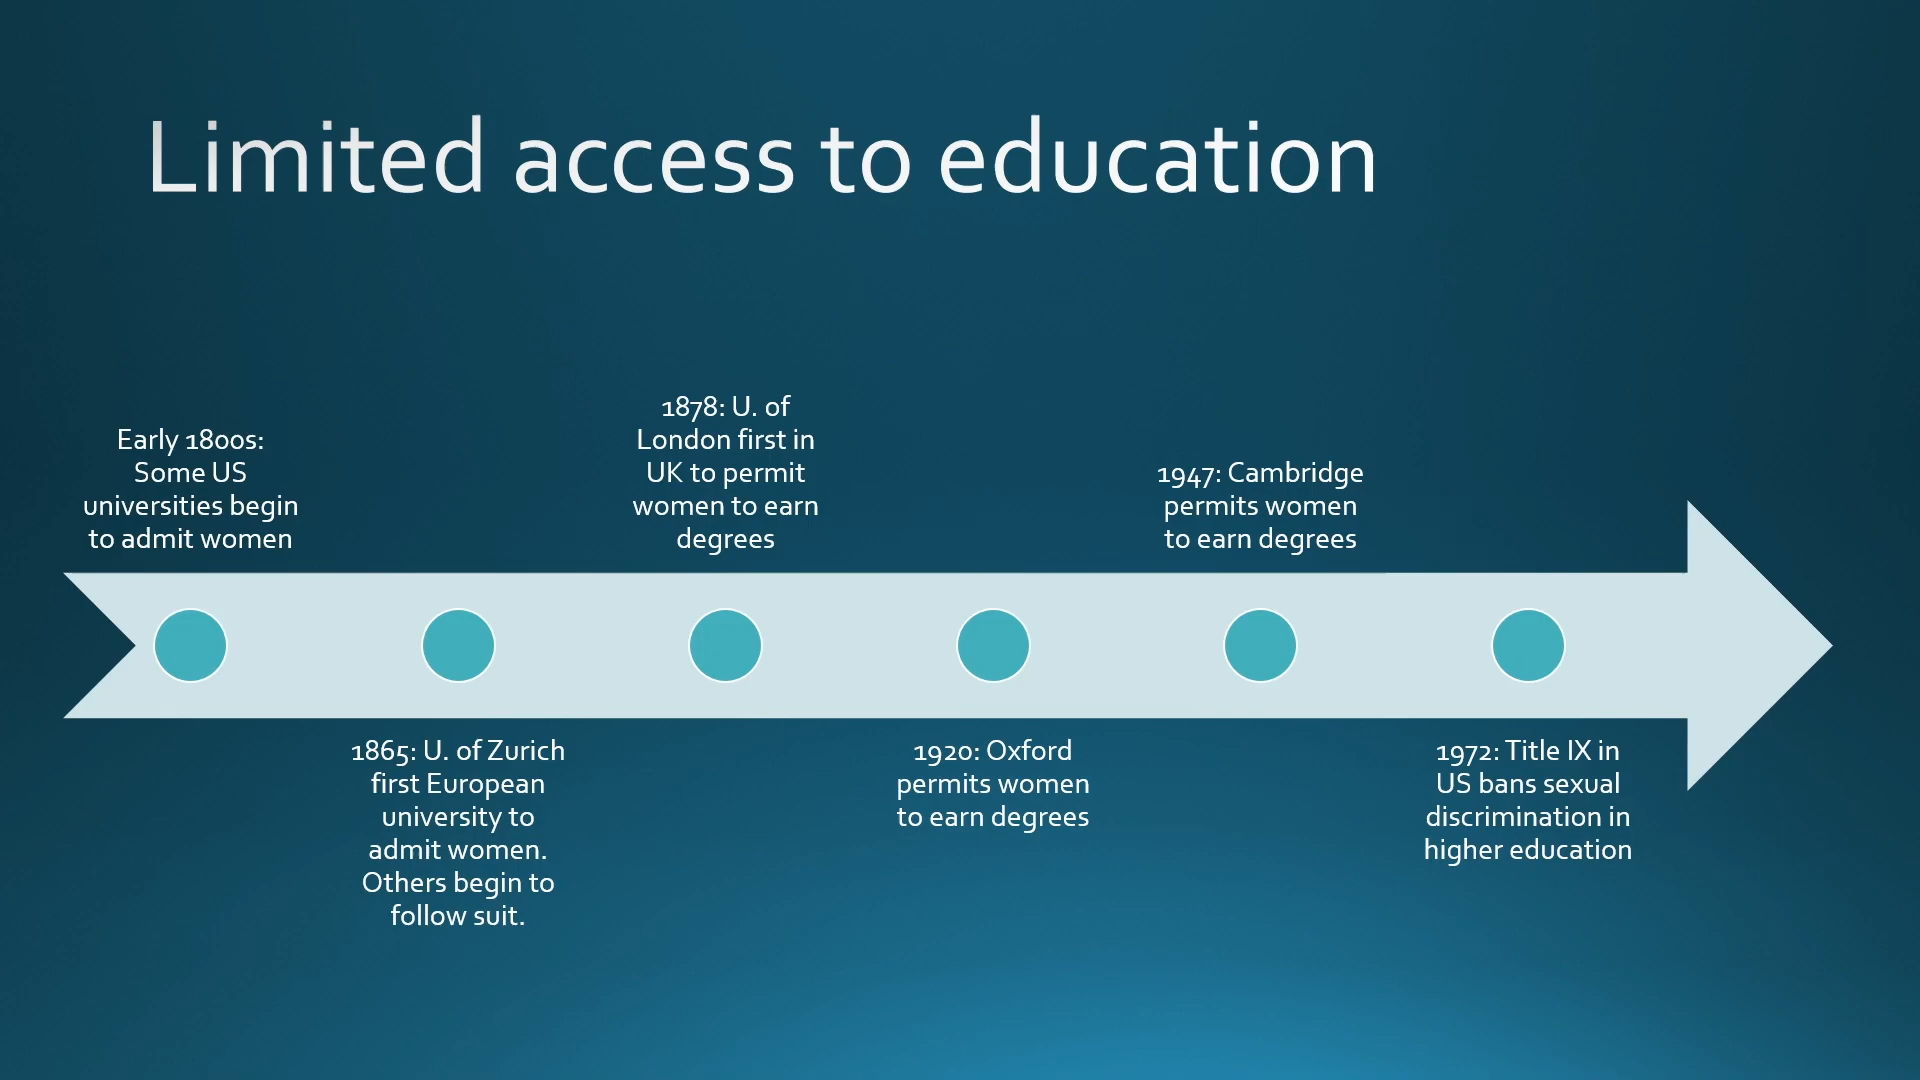 Limited access to education
Early 1800s:
Some US
universities begin
to admit women
1865: U. of Zurich
first European
university to
admit women.
Others begin to
follow suit.
1878: U. of
London first in
UK to permit
women to earn
degrees
1920: Oxford
permits women
to earn degrees
1947: Cambridge
permits women
to earn degrees
1972: Title IX in
US bans sexual
discrimination in
higher education